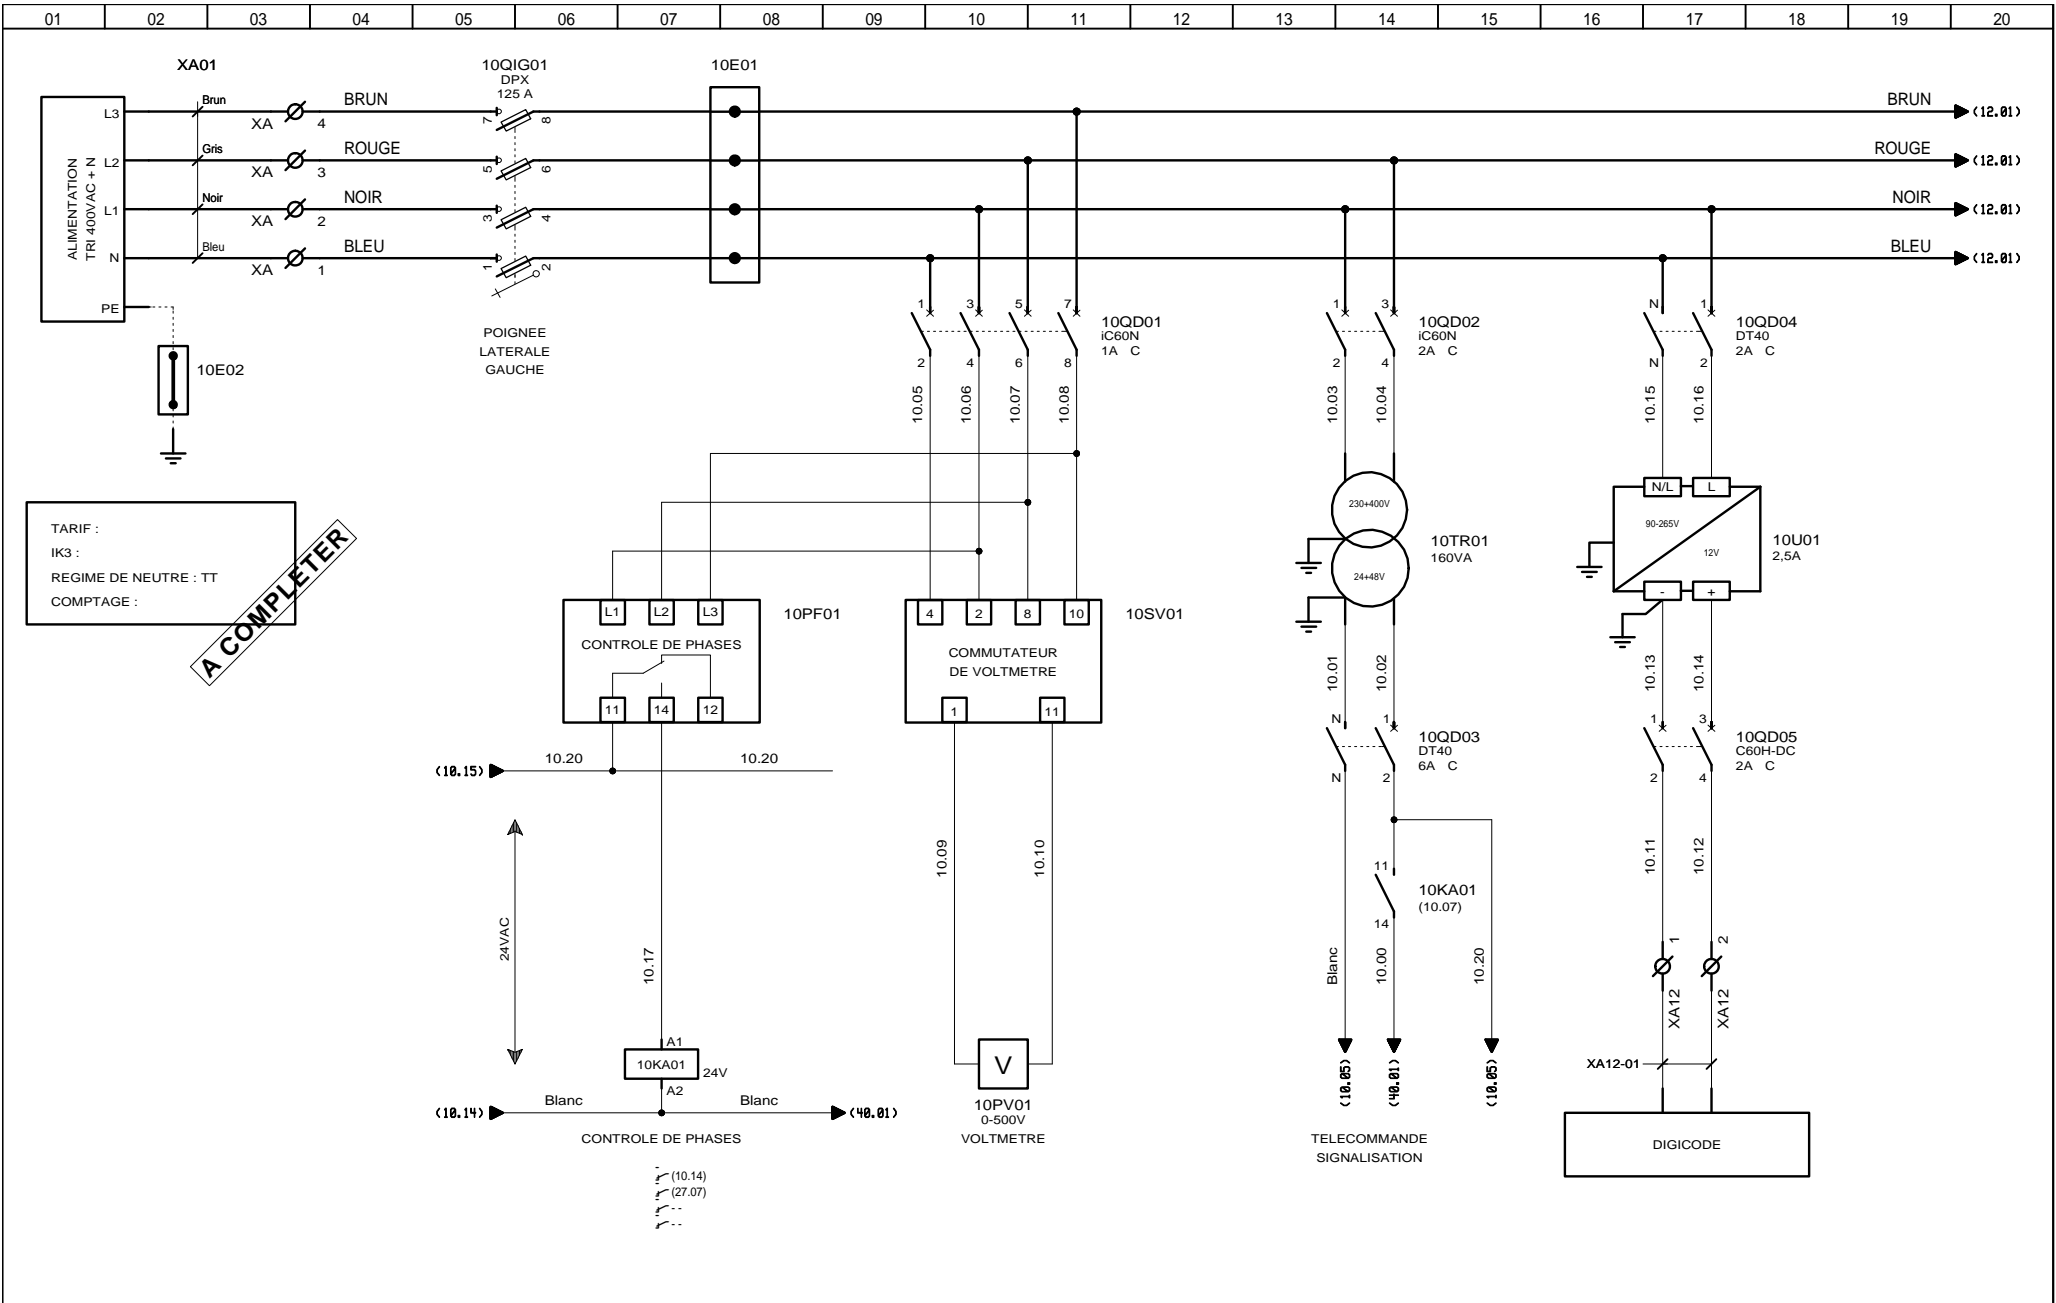 01 02 03 04 05 06 07 08 09 10 11 12 13 14 15 16 17 18 19 20
XA01
10QIG01
DPX
125 A
10E01
ALIMENTATION
TRI 400VAC + N
L3
Brun
XA
4
BRUN
7
8
BRUN
(12.01)
L2
Gris
XA
3
ROUGE
5
6
ROUGE
(12.01)
L1
Noir
XA
2
NOIR
3
4
NOIR
(12.01)
N
Bleu
XA
1
BLEU
1
2
BLEU
(12.01)
PE
10E02
POIGNEE
LATERALE
GAUCHE
1 3 5 7
10QD01
iC60N
1A C
2 4 6 8
10.05
10.06
10.07
10.08
1 3
10QD02
iC60N
2A C
2 4
10.03
10.04
N 1
10QD04
DT40
2A C
N 2
10.15
10.16
TARIF :
IK3 :
REGIME DE NEUTRE : TT
COMPTAGE :
A COMPLETER
L1 L2 L3
10PF01
CONTROLE DE PHASES
11 14 12
4 2 8 10
10SV01
COMMUTATEUR
DE VOLTMETRE
1 11
230+400V
24+48V
10TR01
160VA
N/L L
90-265V
12V
- +
10U01
2,5A
10.01
10.02
10.13
10.14
(10.15)
10.20
10.20
N 1
10QD03
DT40
6A C
N 2
1 3
10QD05
C60H-DC
2A C
2 4
24VAC
10.17
10.09
10.10
11
10KA01
(10.07)
14
Blanc
10.00
10.20
10.11
10.12
1
2
XA12
XA12
XA12-01
A1
10KA01
24V
A2
(10.14)
Blanc
Blanc
(40.01)
CONTROLE DE PHASES
(10.14)
(27.07)
--
--
V
10PV01
0-500V
VOLTMETRE
(10.05)
(40.01)
(10.05)
TELECOMMANDE
SIGNALISATION
DIGICODE